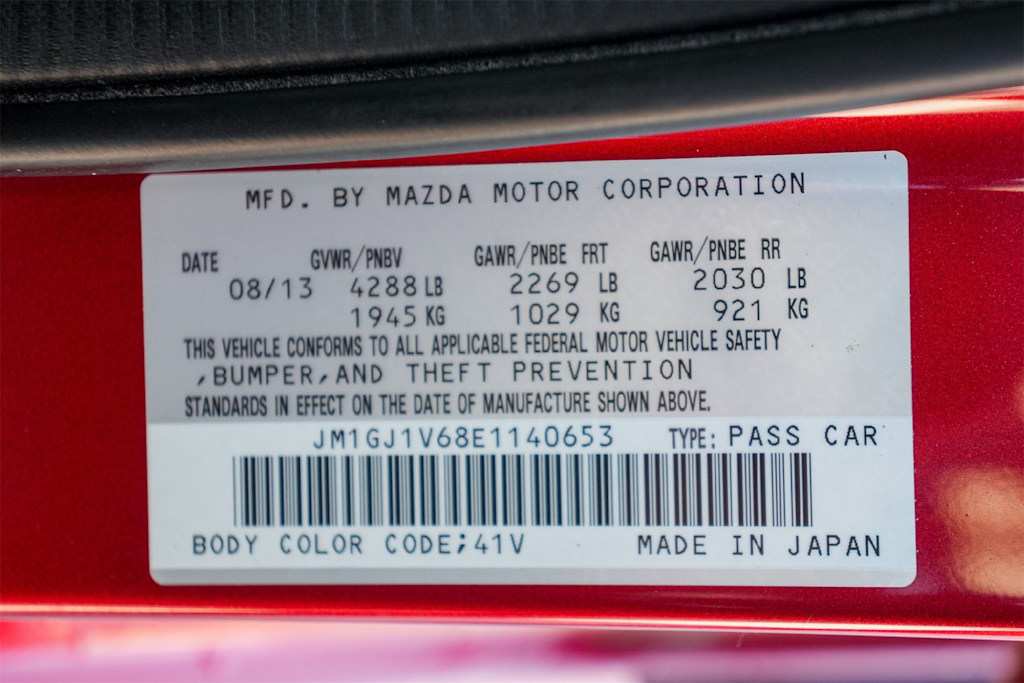 MFD. BY MAZDA MOTOR CORPORATION
DATE GVWR/PNBV GAWR/PNBE FRT GAWR/PNBE RR
08/13 4288 LB 2269 LB 2030 LB
1945 KG 1029 KG 921 KG
THIS VEHICLE CONFORMS TO ALL APPLICABLE FEDERAL MOTOR VEHICLE SAFETY
,BUMPER,AND THEFT PREVENTION
STANDARDS IN EFFECT ON THE DATE OF MANUFACTURE SHOWN ABOVE.
JM1GJ1V68E1140653 TYPE: PASS CAR
BODY COLOR CODE;41V MADE IN JAPAN